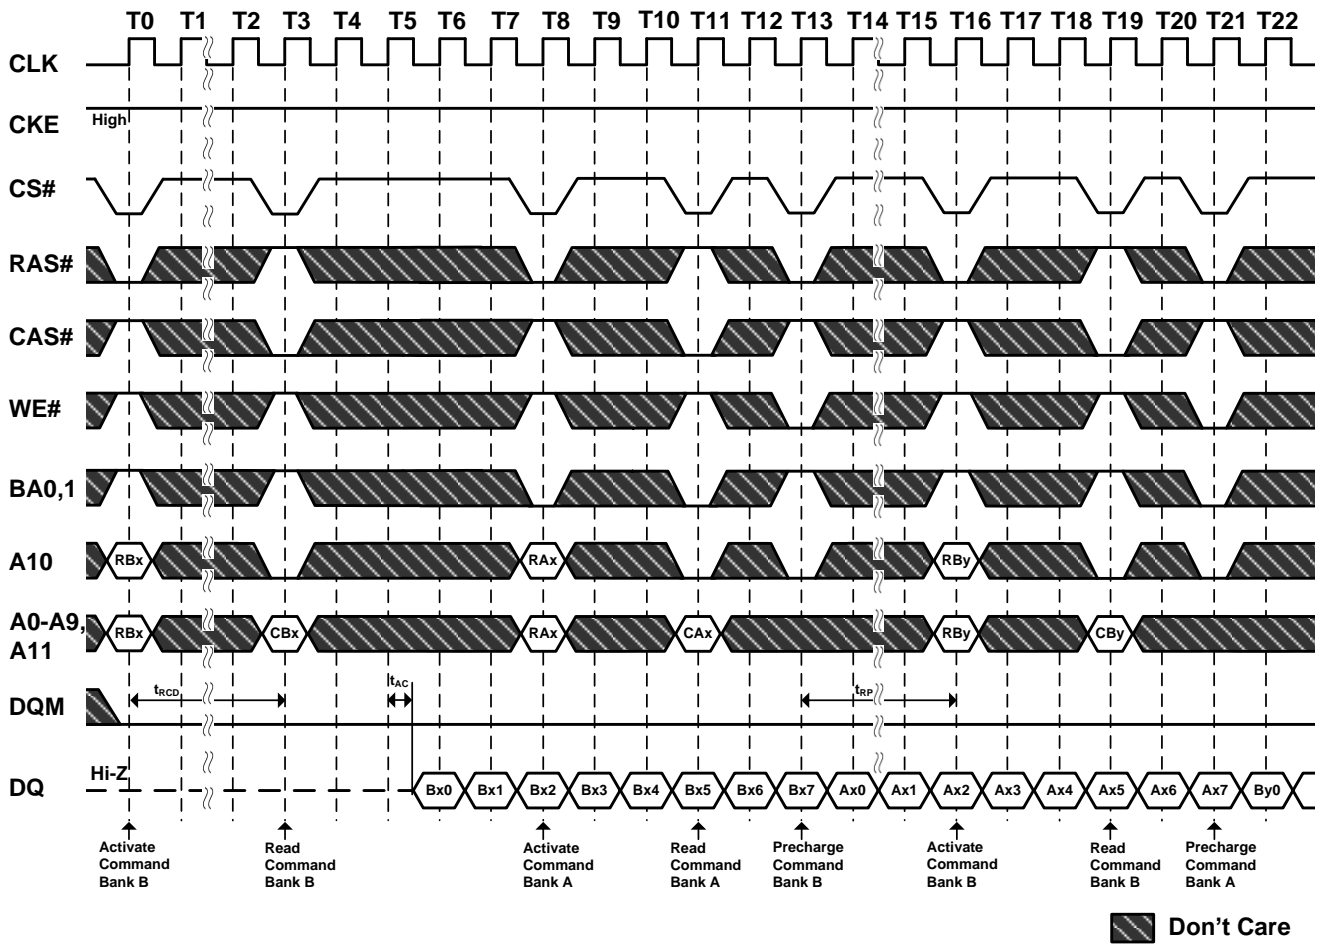 T0 T1 T2 T3 T4 T5 T6 T7 T8 T9 T10 T11 T12 T13 T14 T15 T16 T17 T18 T19 T20 T21 T22
CLK
CKE High
CS#
RAS#
CAS#
WE#
BA0,1
A10 RBx RAx RBy
A0-A9,
A11
RBx CBx RAx CAx RBy CBy
DQM tRCD tAC tRP
DQ Hi-Z Bx0 Bx1 Bx2 Bx3 Bx4 Bx5 Bx6 Bx7 Ax0 Ax1 Ax2 Ax3 Ax4 Ax5 Ax6 Ax7 By0
Activate
Command
Bank B
Read
Command
Bank B
Activate
Command
Bank A
Read
Command
Bank A
Precharge
Command
Bank B
Activate
Command
Bank B
Read
Command
Bank B
Precharge
Command
Bank A
Don't Care